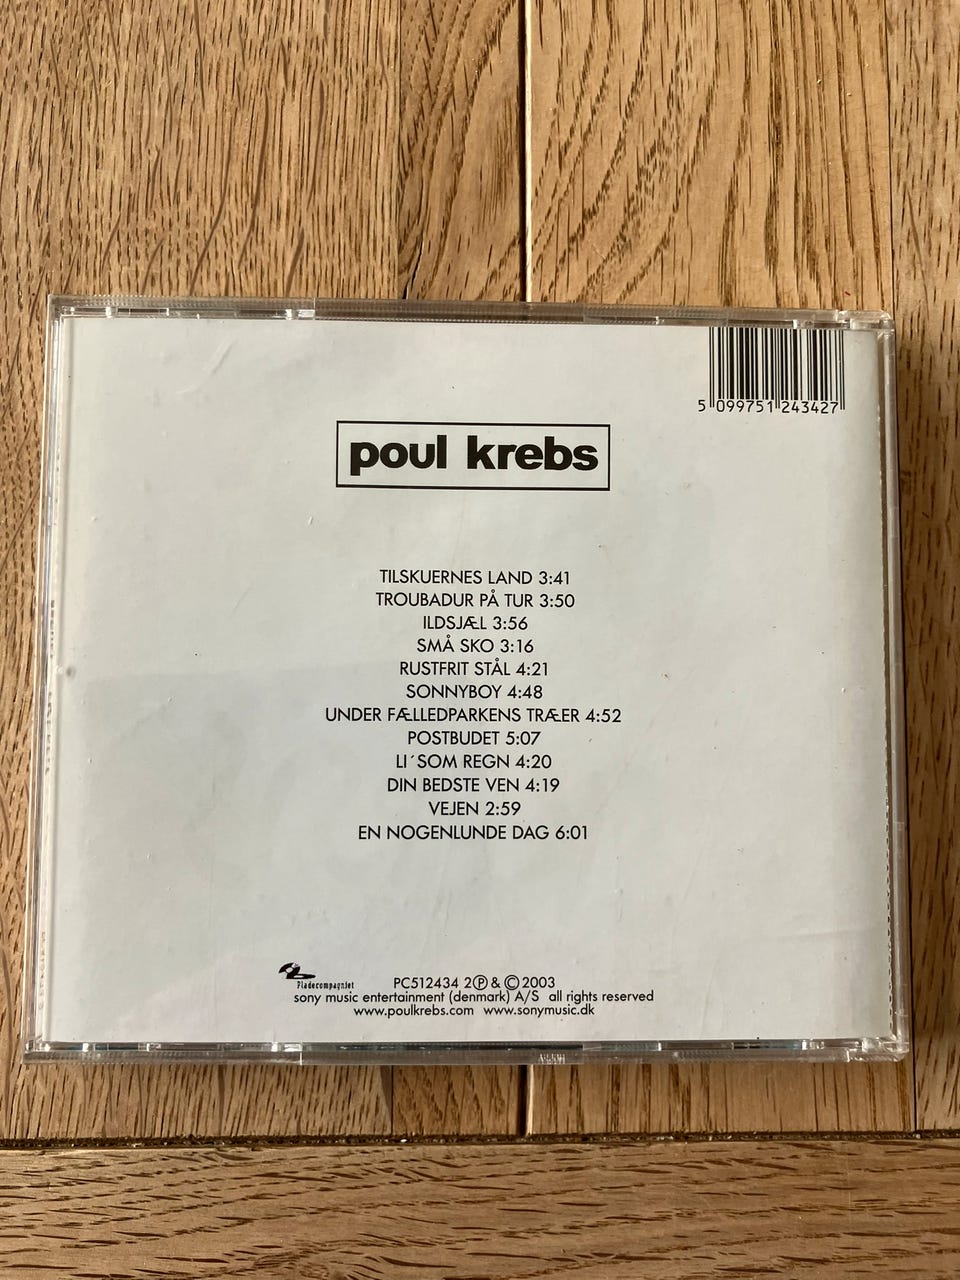 5 099751 243427
poul krebs
TILSKUERNES LAND 3:41
TROUBADUR PÅ TUR 3:50
ILDSJÆL 3:56
SMÅ SKO 3:16
RUSTFRIT STÅL 4:21
SONNYBOY 4:48
UNDER FÆLLEDPARKENS TRÆER 4:52
POSTBUDET 5:07
LI´SOM REGN 4:20
DIN BEDSTE VEN 4:19
VEJEN 2:59
EN NOGENLUNDE DAG 6:01
Pladecompagniet
PC512434 2Ⓟ & Ⓒ 2003
sony music entertainment (denmark) A/S all rights reserved
www.poulkrebs.com www.sonymusic.dk